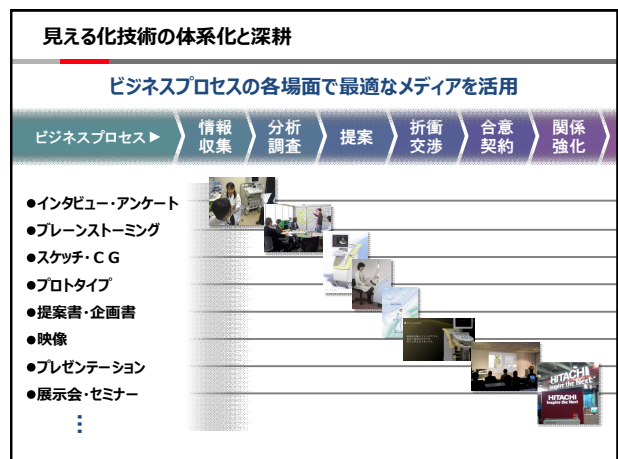 見える化技術の体系化と深耕
ビジネスプロセスの各場面で最適なメディアを活用
ビジネスプロセス▶
情報
収集
分析
調査
提案
折衝
交渉
合意
契約
関係
強化
●インタビュー・アンケート
●ブレーンストーミング
●スケッチ・CG
●プロトタイプ
●提案書・企画書
●映像
●プレゼンテーション
●展示会・セミナー
⋮
HITACHI
Inspire the Next
HITACHI
Inspire the Next